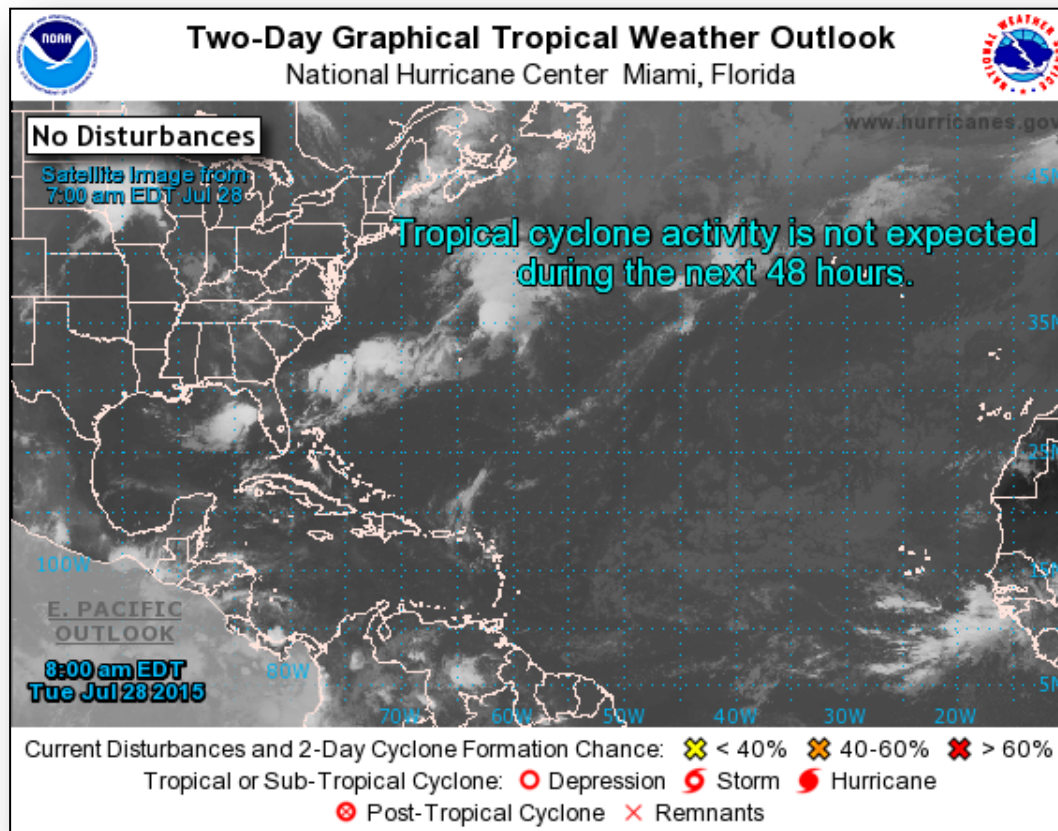 NOAA
Two-Day Graphical Tropical Weather Outlook
National Hurricane Center Miami, Florida
NATIONAL WEATHER SERVICE
www.hurricanes.gov
No Disturbances
Satellite Image from
7:00 am EDT Jul 28
45N
Tropical cyclone activity is not expected
during the next 48 hours.
35N
25N
100W
15N
E. PACIFIC
OUTLOOK
8:00 am EDT
Tue Jul 28 2015
80W
5N
70W 60W 50W 40W 30W 20W
Current Disturbances and 2-Day Cyclone Formation Chance: < 40% 40-60% > 60%
Tropical or Sub-Tropical Cyclone: Depression Storm Hurricane
Post-Tropical Cyclone Remnants